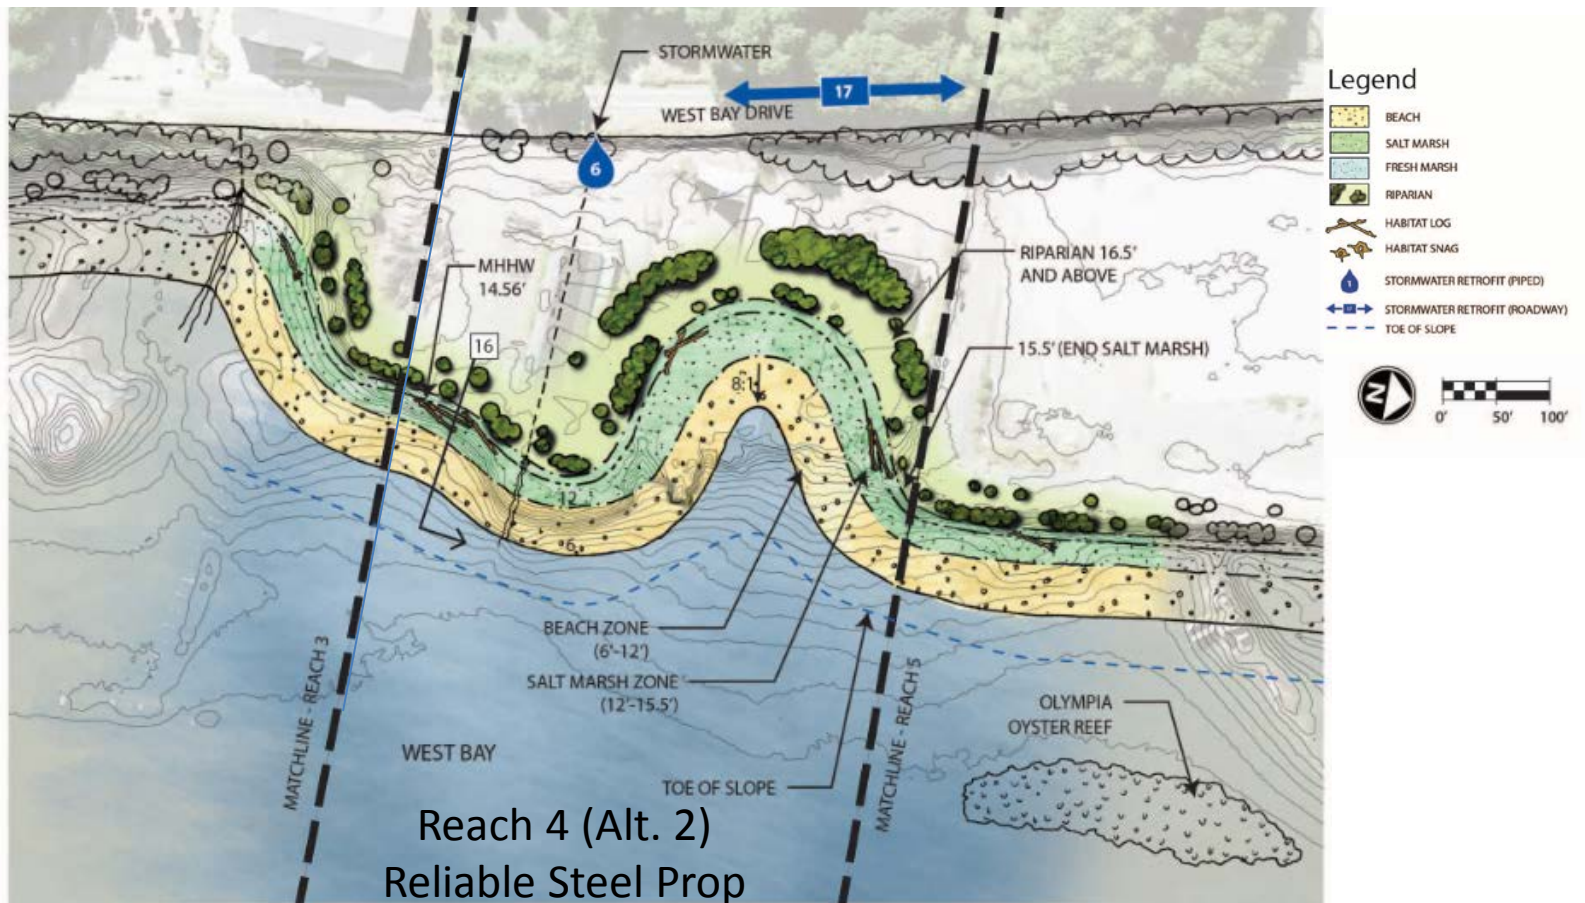 STORMWATER
17
WEST BAY DRIVE
6
MHHW
14.56'
16
RIPARIAN 16.5'
AND ABOVE
15.5' (END SALT MARSH)
8:1
12
6
BEACH ZONE
(6'-12')
SALT MARSH ZONE
(12'-15.5')
MATCHLINE - REACH 3
MATCHLINE - REACH 5
OLYMPIA
OYSTER REEF
WEST BAY
TOE OF SLOPE
Reach 4 (Alt. 2)
Reliable Steel Prop
Legend
BEACH
SALT MARSH
FRESH MARSH
RIPARIAN
HABITAT LOG
HABITAT SNAG
1 STORMWATER RETROFIT (PIPED)
17 STORMWATER RETROFIT (ROADWAY)
TOE OF SLOPE
N
0' 50' 100'